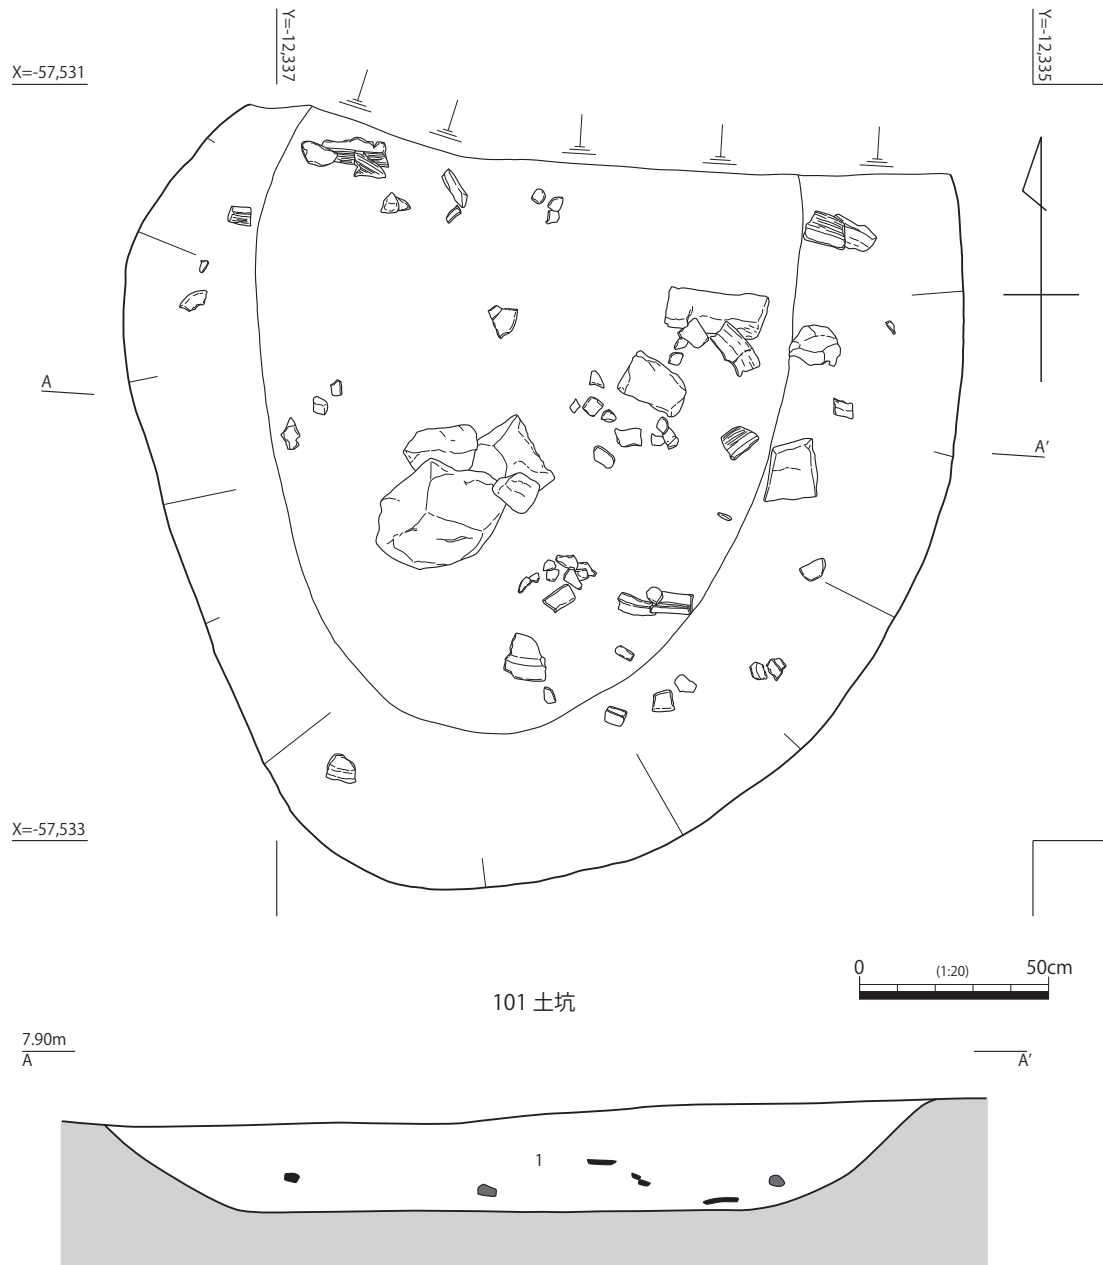 Y=-12,337
Y=-12,335
X=-57,531
A
A′
X=-57,533
0 (1:20) 50cm
101 土坑
7.90m
A
A′
1